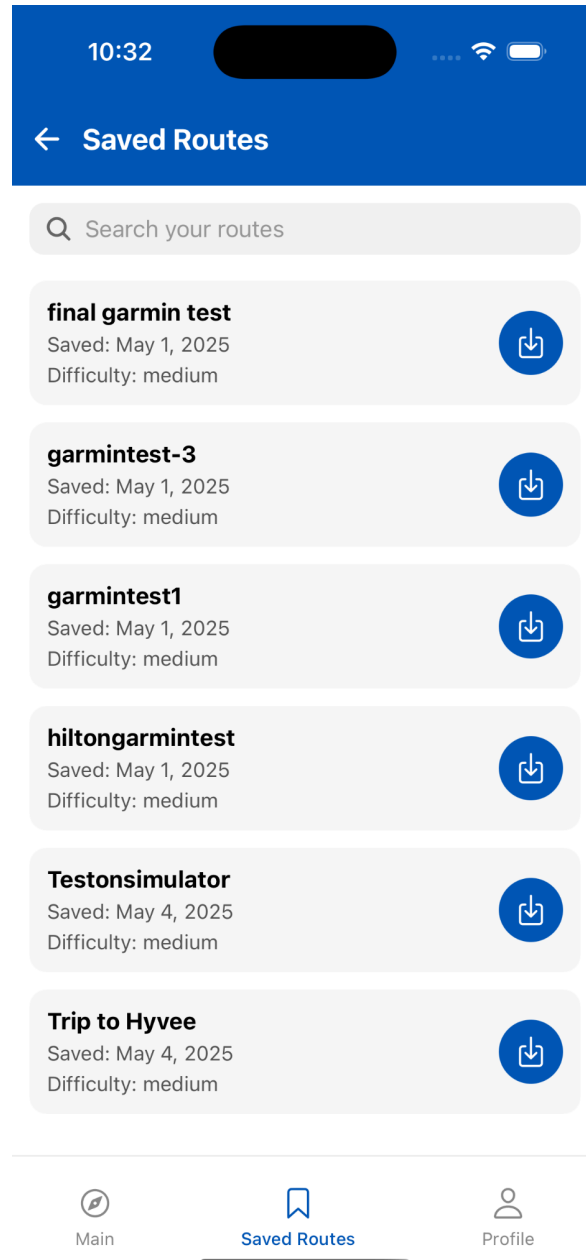 10:32
Saved Routes
Search your routes
final garmin test
Saved: May 1, 2025
Difficulty: medium
garmintest-3
Saved: May 1, 2025
Difficulty: medium
garmintest1
Saved: May 1, 2025
Difficulty: medium
hiltongarmintest
Saved: May 1, 2025
Difficulty: medium
Testonsimulator
Saved: May 4, 2025
Difficulty: medium
Trip to Hyvee
Saved: May 4, 2025
Difficulty: medium
Main Saved Routes Profile